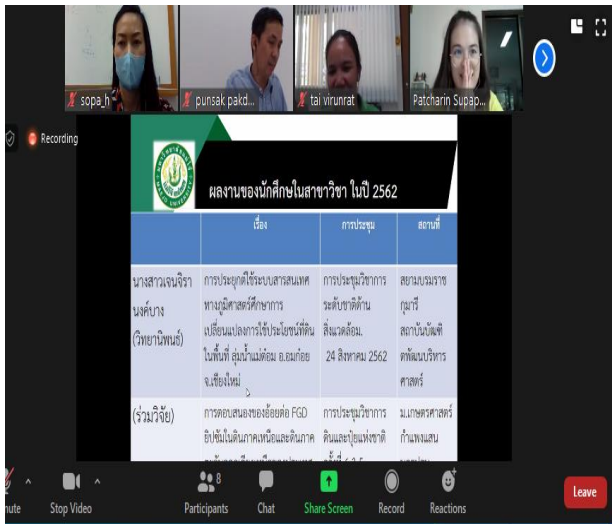 sopa_h
punsak pakd...
tai virunrat
Patcharin Supap...
Recording
ผลงานของนักศึกษาในสาขาวิชา ในปี 2562
เรื่อง
การประชุม
สถานที่
นางสาวเจนจิรา
นงค์บาง
(วิทยานิพนธ์)
การประยุกต์ใช้ระบบสารสนเทศ
ทางภูมิศาสตร์ศึกษาการ
เปลี่ยนแปลงการใช้ประโยชน์ที่ดิน
ในพื้นที่ ลุ่มน้ำแม่ต๋อม อ.อมก๋อย
จ.เชียงใหม่
การประชุมวิชาการ
ระดับชาติด้าน
สิ่งแวดล้อม.
24 สิงหาคม 2562
สยามบรมราช
กุมารี
สถาบันบัณฑิ
ตพัฒนบริหาร
ศาสตร์
(ร่วมวิจัย)
การตอบสนองของอ้อยต่อ FGD
ยิปซัมในดินภาคเหนือและดินภาค
การประชุมวิชาการ
ดินและปุ๋ยแห่งชาติ
ม.เกษตรศาสตร์
กำแพงแสน
8
Stop Video
Participants
Chat
Share Screen
Record
Reactions
Leave